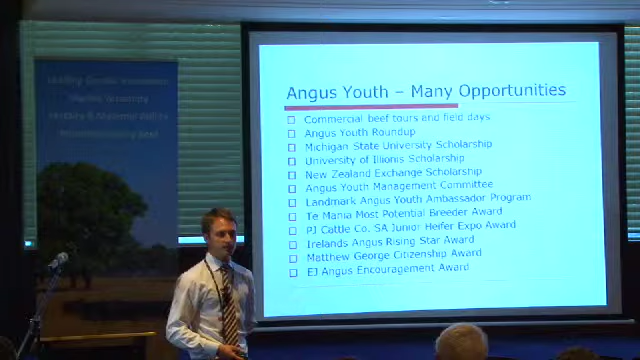 Angus Youth – Many Opportunities
Commercial beef tours end field days
Angus Youth Roundup
Michigan State University Scholarship
University of Illionis Scholarship
New Zealand Exchange Scholarship
Angus Youth Management Committee
Landmark Angus Youth Ambassador Program
Te Mania Most Potential Breeder Award
PJ Cattle Co. SA Junior Heifer Expo Award
Irelands Angus Rising Star Award
Matthew George Citizenship Award
EJ Angus Encouragement Award